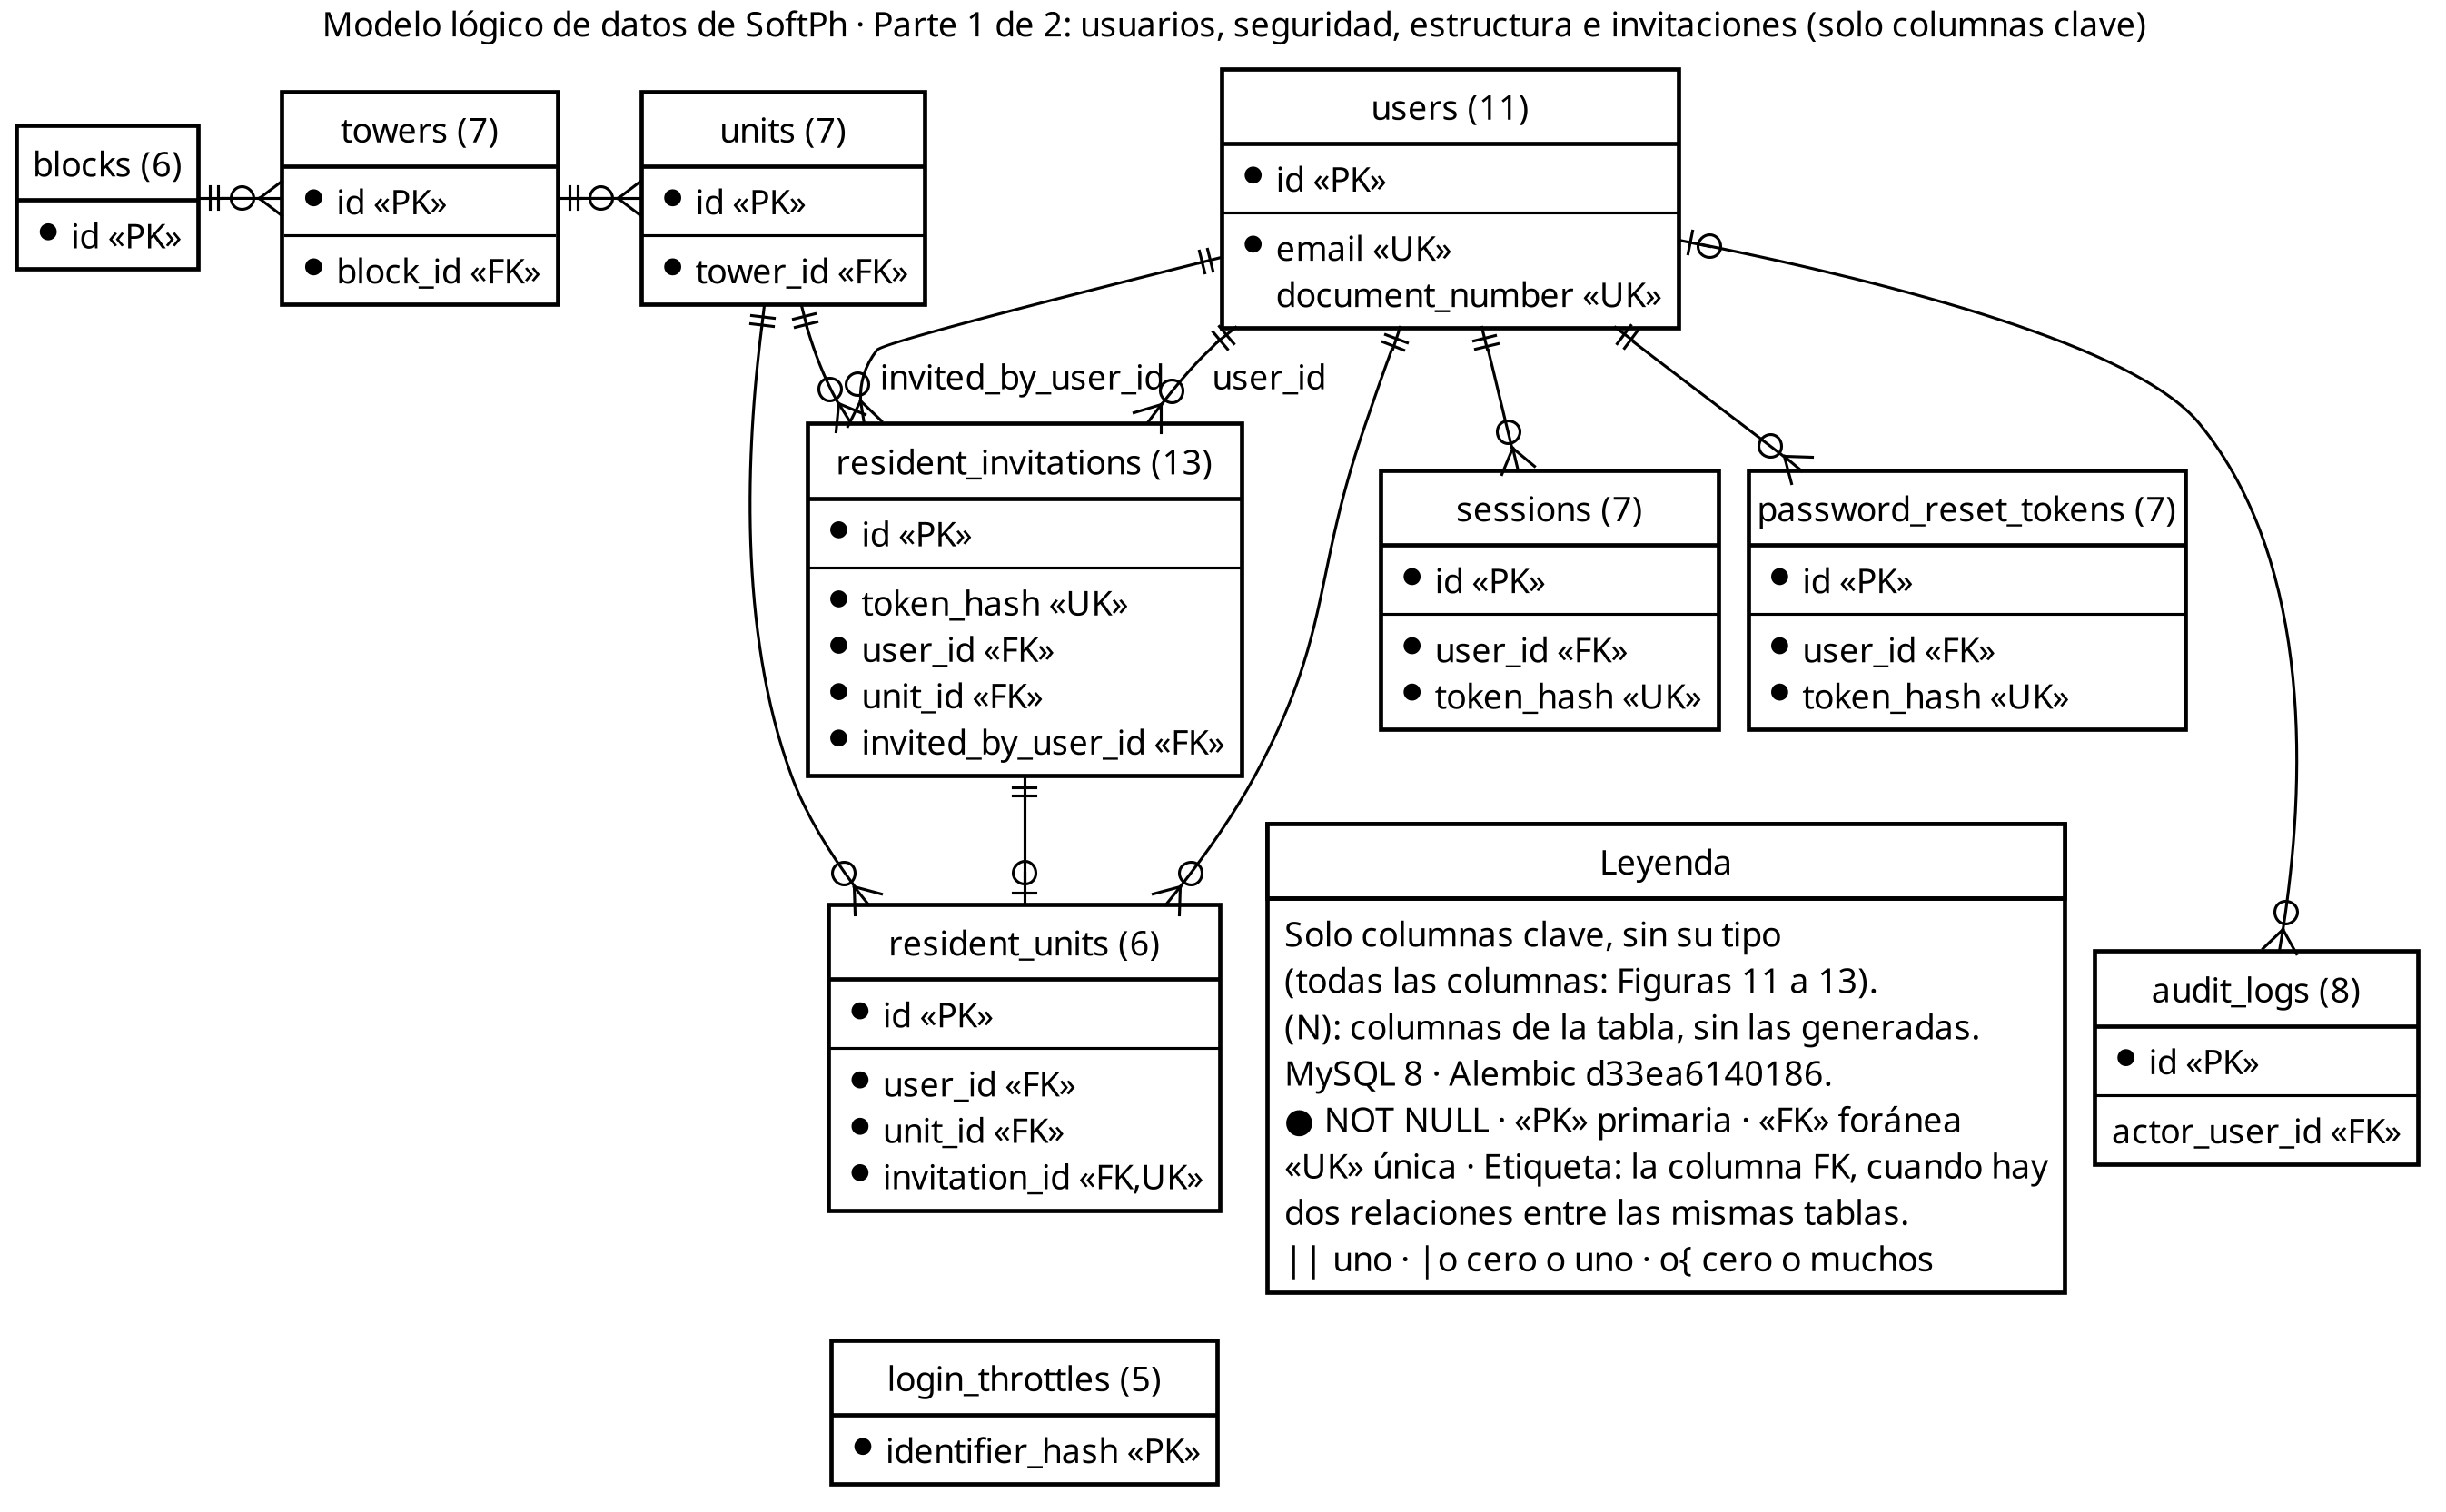 Modelo lógico de datos de SoftPh · Parte 1 de 2: usuarios, seguridad, estructura e invitaciones (solo columnas clave)
blocks (6)
● id «PK»
towers (7)
● id «PK»
● block_id «FK»
units (7)
● id «PK»
● tower_id «FK»
users (11)
● id «PK»
● email «UK»
document_number «UK»
invited_by_user_id
user_id
resident_invitations (13)
● id «PK»
● token_hash «UK»
● user_id «FK»
● unit_id «FK»
● invited_by_user_id «FK»
sessions (7)
● id «PK»
● user_id «FK»
● token_hash «UK»
password_reset_tokens (7)
● id «PK»
● user_id «FK»
● token_hash «UK»
resident_units (6)
● id «PK»
● user_id «FK»
● unit_id «FK»
● invitation_id «FK,UK»
Leyenda
Solo columnas clave, sin su tipo
(todas las columnas: Figuras 11 a 13).
(N): columnas de la tabla, sin las generadas.
MySQL 8 · Alembic d33ea6140186.
● NOT NULL · «PK» primaria · «FK» foránea
«UK» única · Etiqueta: la columna FK, cuando hay
dos relaciones entre las mismas tablas.
|| uno · |o cero o uno · o{ cero o muchos
audit_logs (8)
● id «PK»
actor_user_id «FK»
login_throttles (5)
● identifier_hash «PK»